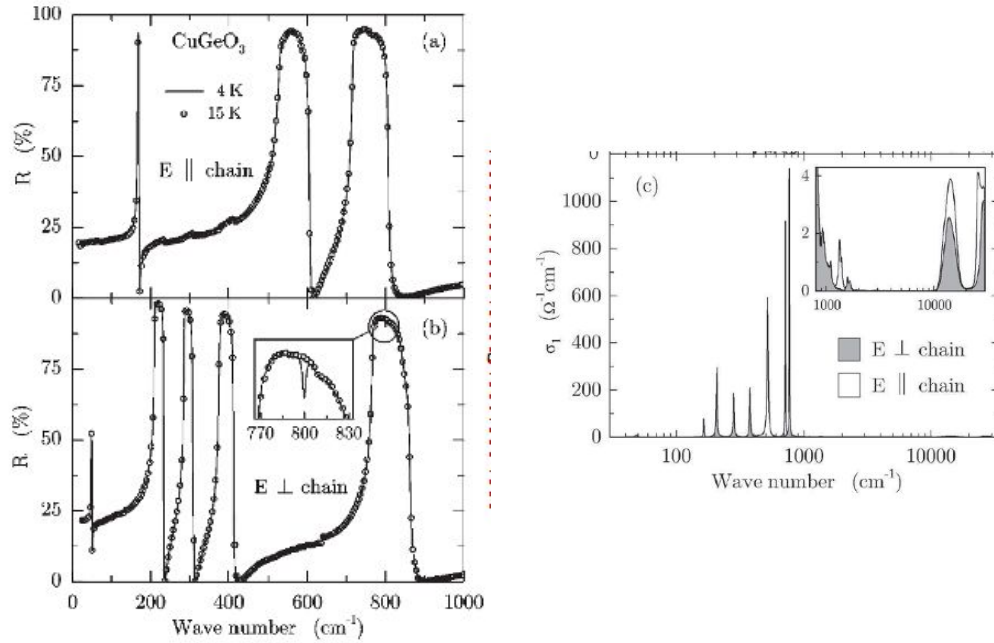 100
75
50
25
0
R (%)
CuGeO3
4 K
15 K
E ∥ chain
(a)
75
50
25
0
R (%)
(b)
770 800 830
E ⊥ chain
0 200 400 600 800 1000
Wave number (cm-1)
(c)
0
1000
800
600
400
200
0
σ1 (Ω-1cm-1)
4
2
0
1000 10000
E ⊥ chain
E ∥ chain
100 1000 10000
Wave number (cm-1)